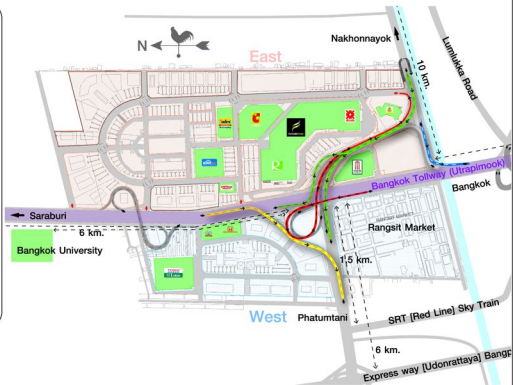 Nakhonnayok
N
East
10 km.
Lumlukka Road
Bangkok Tollway (Utrapimook)
Bangkok
Saraburi
6 km.
Bangkok University
Rangsit Market
1.5 km.
West
Phatumtani
SRT [Red Line] Sky Train
6 km.
Express way [Udonrattaya] Bangp